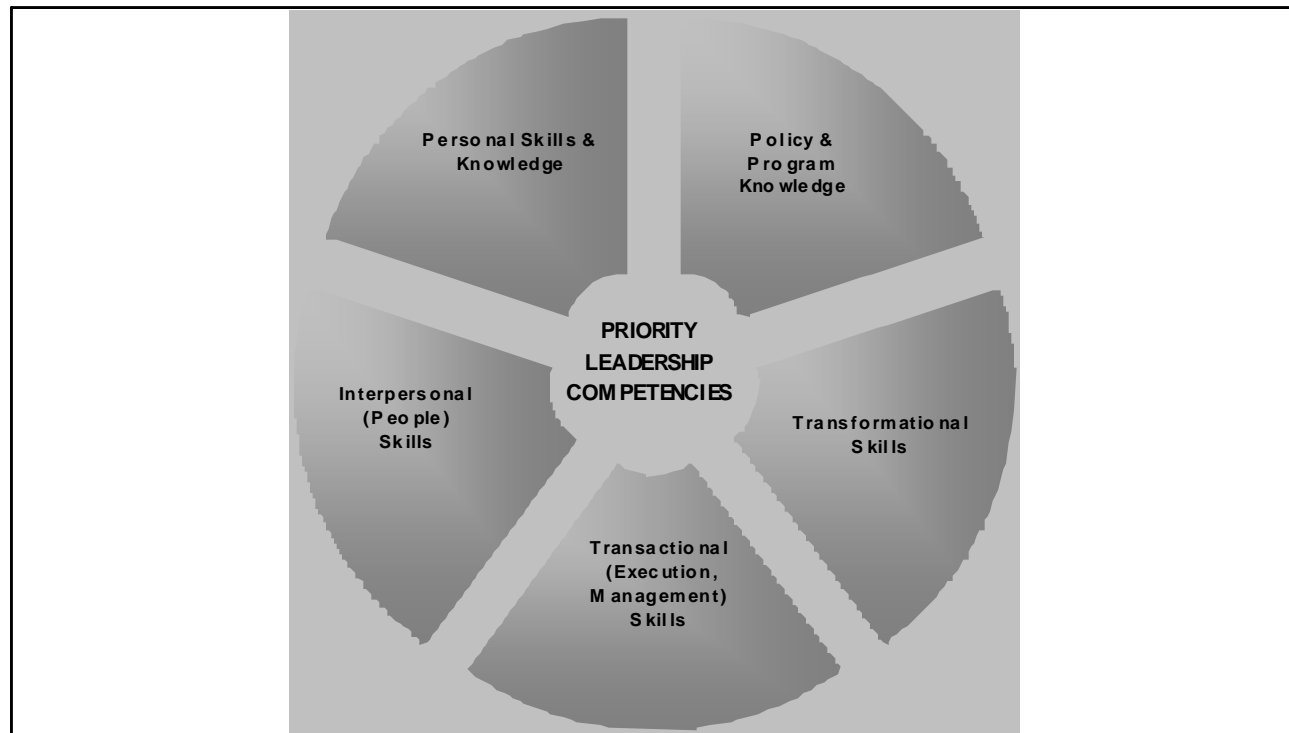 Personal Skills &
Knowledge
Policy &
Program
Knowledge
PRIORITY
LEADERSHIP
COMPETENCIES
Interpersonal
(People)
Skills
Transformational
Skills
Transactional
(Execution,
Management)
Skills